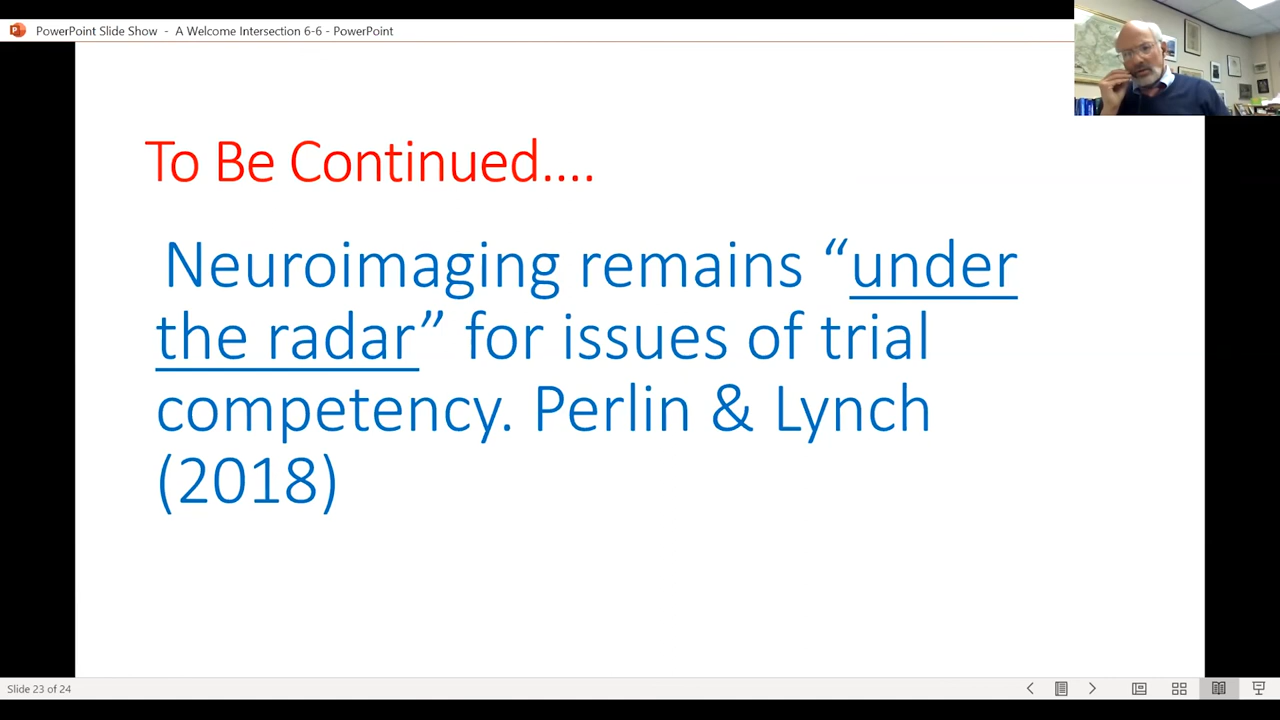 PowerPoint Slide Show - A Welcome Intersection 6-6 - PowerPoint
To Be Continued....
Neuroimaging remains “under
the radar” for issues of trial
competency. Perlin & Lynch
(2018)
Slide 23 of 24